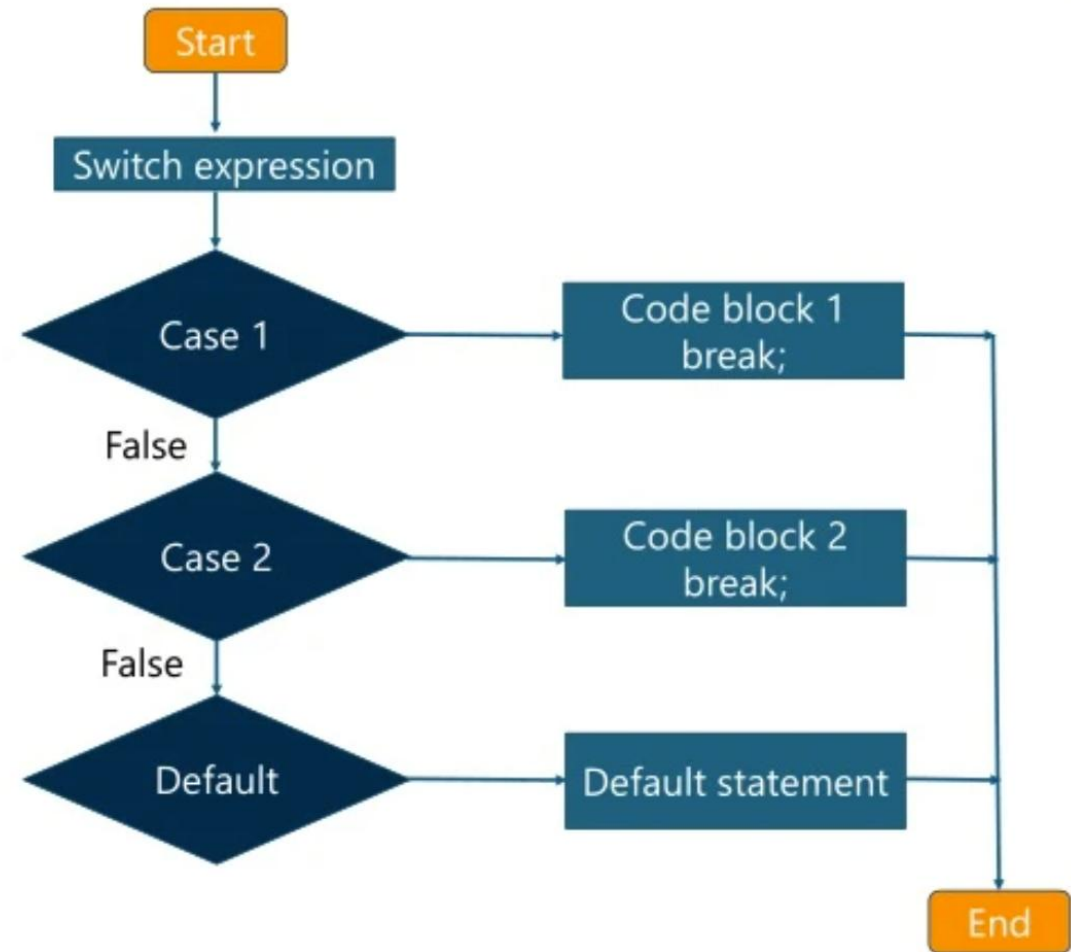 Start
Switch expression
Case 1
Code block 1
break;
False
Case 2
Code block 2
break;
False
Default
Default statement
End